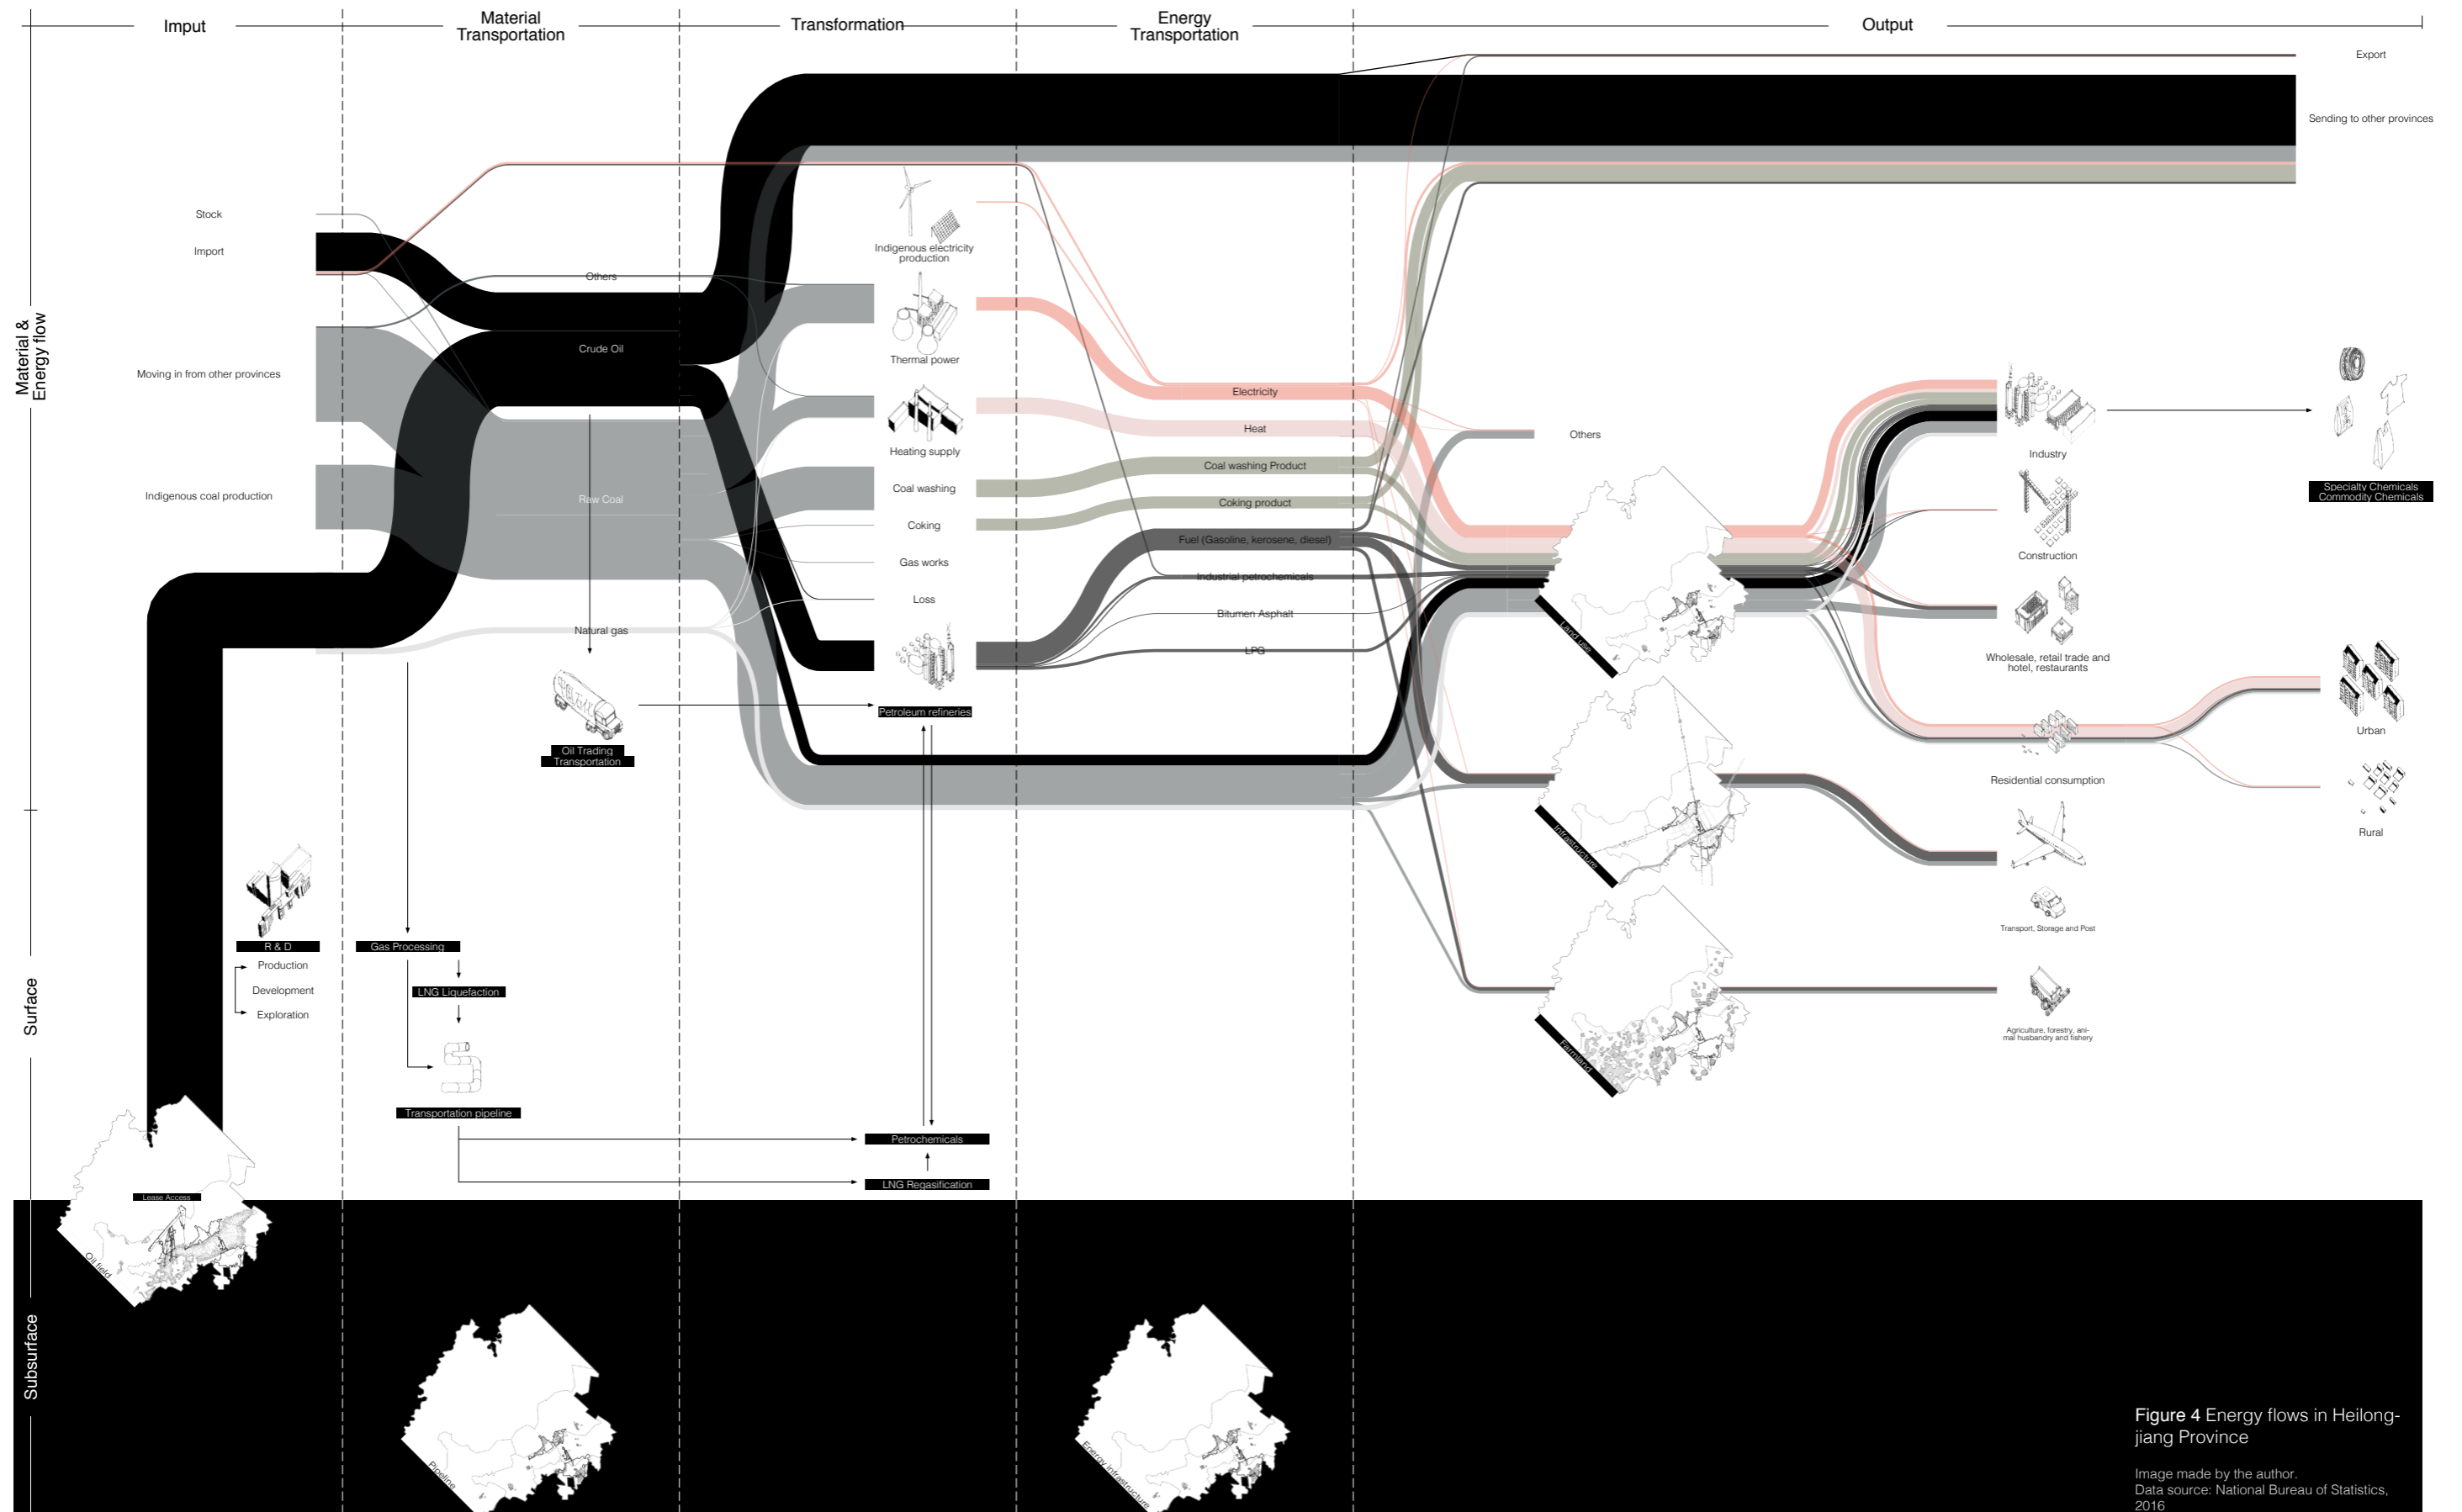 Imput
Material
Transportation
Transformation
Energy
Transportation
Output
Material &
Energy flow
Surface
Subsurface
Stock
Import
Moving in from other provinces
Indigenous coal production
Others
Crude Oil
Raw Coal
Natural gas
Indigenous electricity
production
Thermal power
Heating supply
Coal washing
Coking
Gas works
Loss
Petroleum refineries
Oil Trading
Transportation
Electricity
Heat
Coal washing Product
Coking product
Fuel (Gasoline, kerosene, diesel)
Industrial petrochemicals
Bitumen Asphalt
LPG
Export
Sending to other provinces
Others
Land use
Infrastructure
Farmland
Industry
Specialty Chemicals
Commodity Chemicals
Construction
Wholesale, retail trade and
hotel, restaurants
Residential consumption
Urban
Rural
Transport, Storage and Post
Agriculture, forestry, ani-
mal husbandry and fishery
R & D
Production
Development
Exploration
Gas Processing
LNG Liquefaction
Transportation pipeline
Petrochemicals
LNG Regasification
Lease Access
Oil field
Pipeline
Energy infrastructure
Figure 4 Energy flows in Heilong-
jiang Province
Image made by the author.
Data source: National Bureau of Statistics,
2016